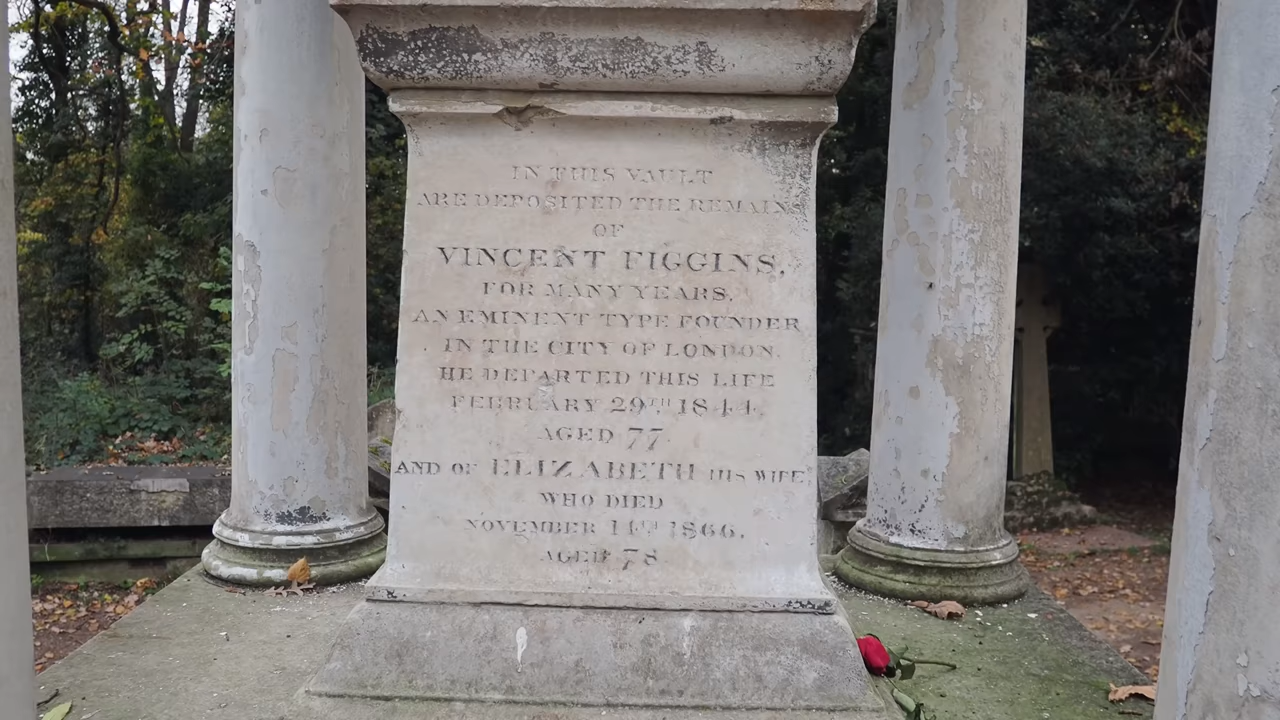 IN THIS VAULT
ARE DEPOSITED THE REMAINS
OF
VINCENT FIGGINS,
FOR MANY YEARS,
AN EMINENT TYPE FOUNDER
IN THE CITY OF LONDON.
HE DEPARTED THIS LIFE
FEBRUARY 29TH 1844,
AGED 77.
AND OF ELIZABETH HIS WIFE,
WHO DIED
NOVEMBER 14TH 1866,
AGED 78